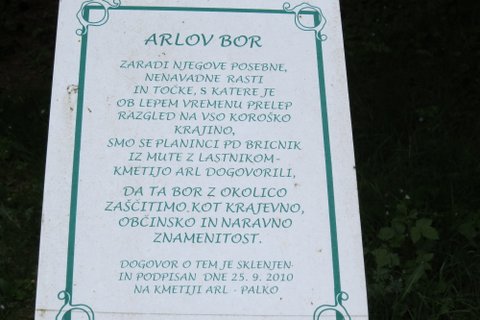 ARLOV BOR
ZARADI NJEGOVE POSEBNE,
NENAVADNE RASTI
IN TOČKE, S KATERE JE
OB LEPEM VREMENU PRELEP
RAZGLED NA VSO KOROŠKO
KRAJINO,
SMO SE PLANINCI PD BRICNIK
IZ MUTE Z LASTNIKOM-
KMETIJO ARL DOGOVORILI,
DA TA BOR Z OKOLICO
ZAŠČITIMO KOT KRAJEVNO,
OBČINSKO IN NARAVNO
ZNAMENITOST.
DOGOVOR O TEM JE SKLENJEN
IN PODPISAN DNE 25. 9. 2010
NA KMETIJI ARL - PALKO